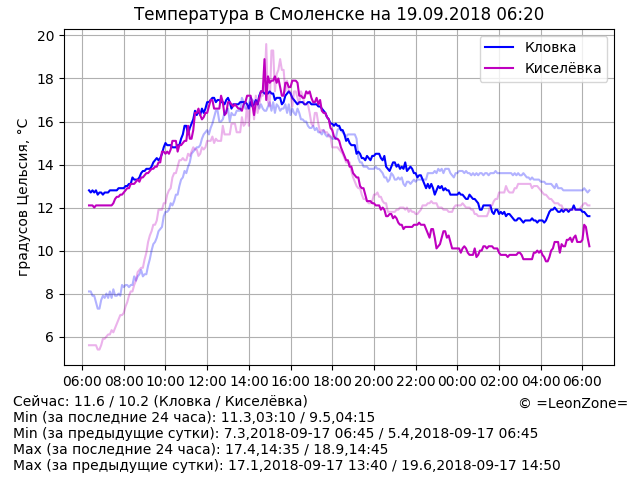 Температура в Смоленске на 19.09.2018 06:20
Кловка
Киселёвка
градусов Цельсия, °C
20
18
16
14
12
10
8
6
06:00 08:00 10:00 12:00 14:00 16:00 18:00 20:00 22:00 00:00 02:00 04:00 06:00
Сейчас: 11.6 / 10.2 (Кловка / Киселёвка)
© =LeonZone=
Min (за последние 24 часа): 11.3,03:10 / 9.5,04:15
Min (за предыдущие сутки): 7.3,2018-09-17 06:45 / 5.4,2018-09-17 06:45
Max (за последние 24 часа): 17.4,14:35 / 18.9,14:45
Max (за предыдущие сутки): 17.1,2018-09-17 13:40 / 19.6,2018-09-17 14:50